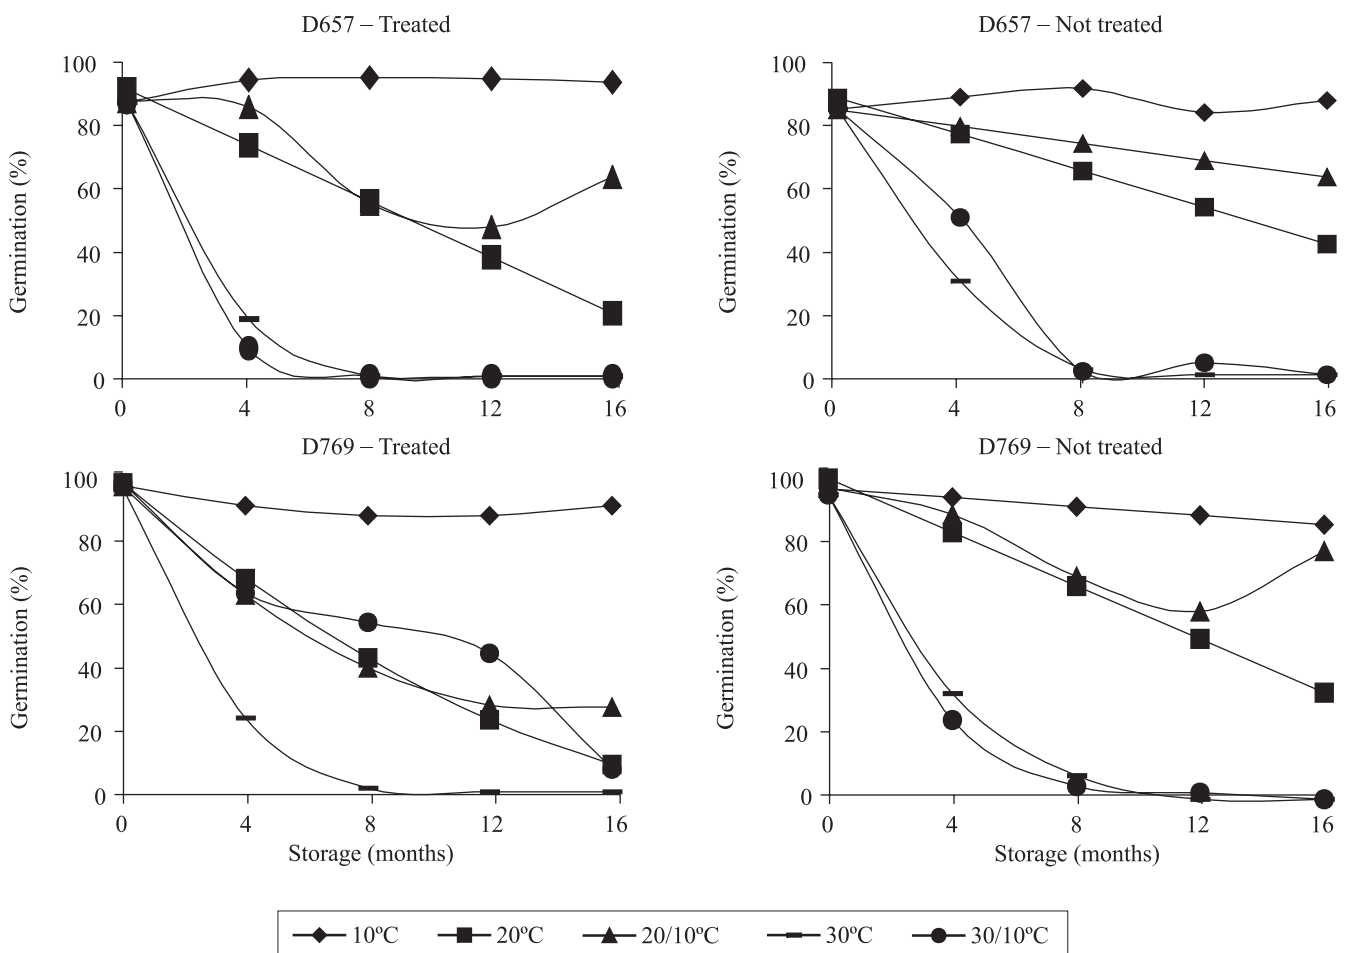 D657 – Treated
100
80
60
40
20
0
Germination (%)
0 4 8 12 16
D657 – Not treated
100
80
60
40
20
0
Germination (%)
0 4 8 12 16
D769 – Treated
100
80
60
40
20
0
Germination (%)
0 4 8 12 16
Storage (months)
D769 – Not treated
100
80
60
40
20
0
Germination (%)
0 4 8 12 16
Storage (months)
10ºC 20ºC 20/10ºC 30ºC 30/10ºC